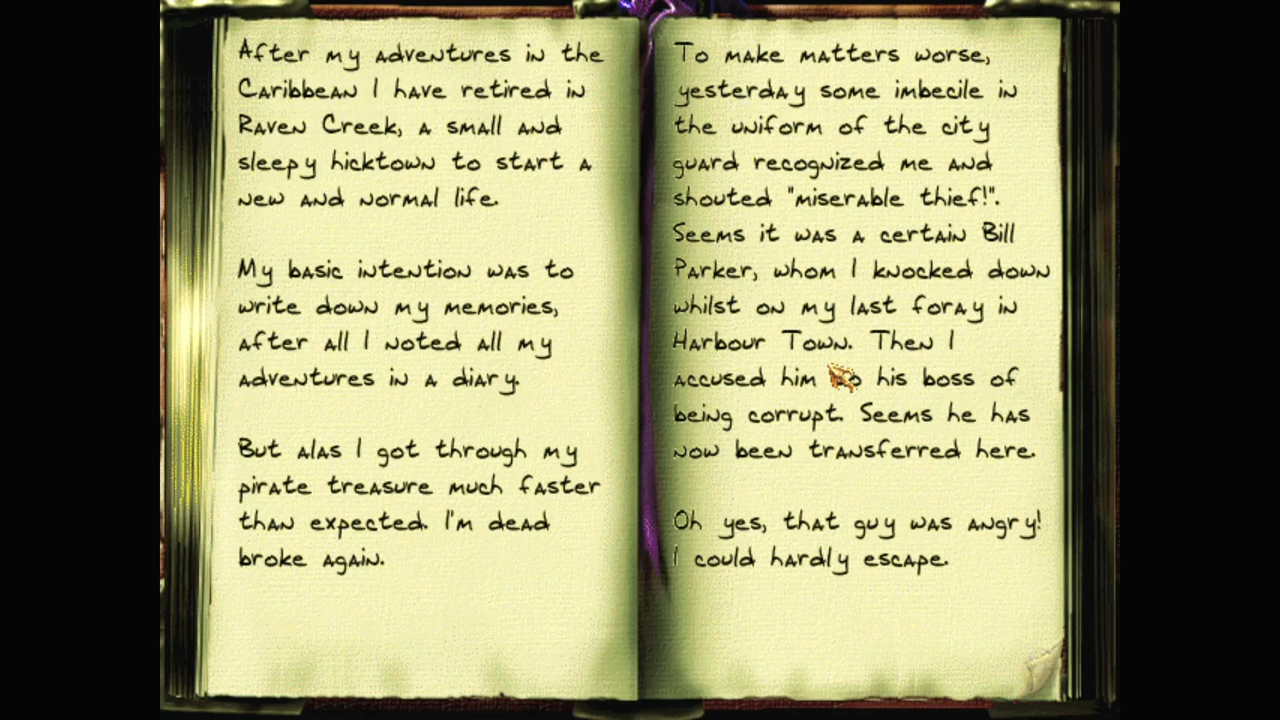 After my adventures in the
Caribbean I have retired in
Raven Creek, a small and
sleepy hicktown to start a
new and normal life.
My basic intention was to
write down my memories,
after all I noted all my
adventures in a diary.
But alas I got through my
pirate treasure much faster
than expected. I'm dead
broke again.
To make matters worse,
yesterday some imbecile in
the uniform of the city
guard recognized me and
shouted "miserable thief!".
Seems it was a certain Bill
Parker, whom I knocked down
whilst on my last foray in
Harbour Town. Then I
accused him to his boss of
being corrupt. Seems he has
now been transferred here.
Oh yes, that guy was angry!
I could hardly escape.